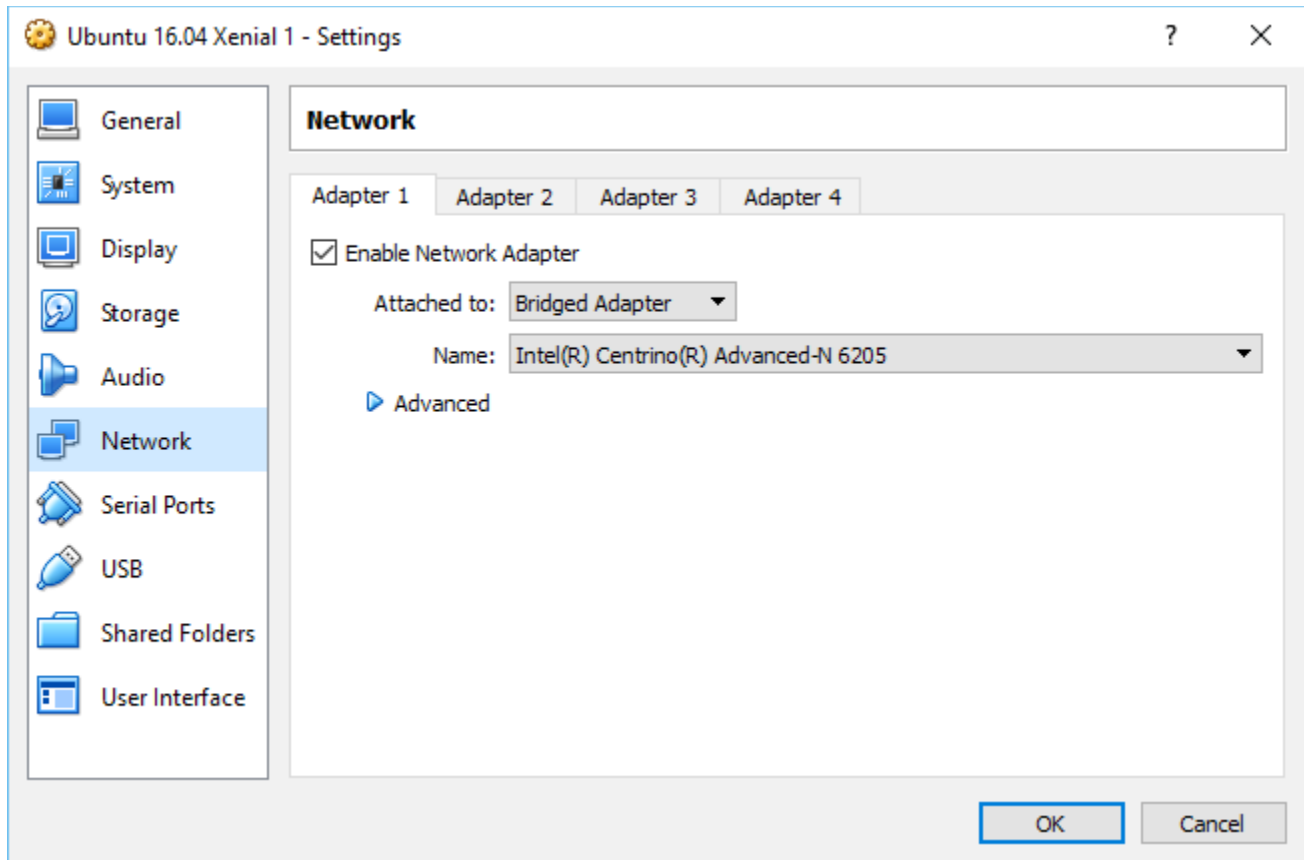 Ubuntu 16.04 Xenial 1 - Settings
?
General
System
Display
Storage
Audio
Network
Serial Ports
USB
Shared Folders
User Interface
Network
Adapter 1 Adapter 2 Adapter 3 Adapter 4
Enable Network Adapter
Attached to: Bridged Adapter
Name: Intel(R) Centrino(R) Advanced-N 6205
Advanced
OK Cancel